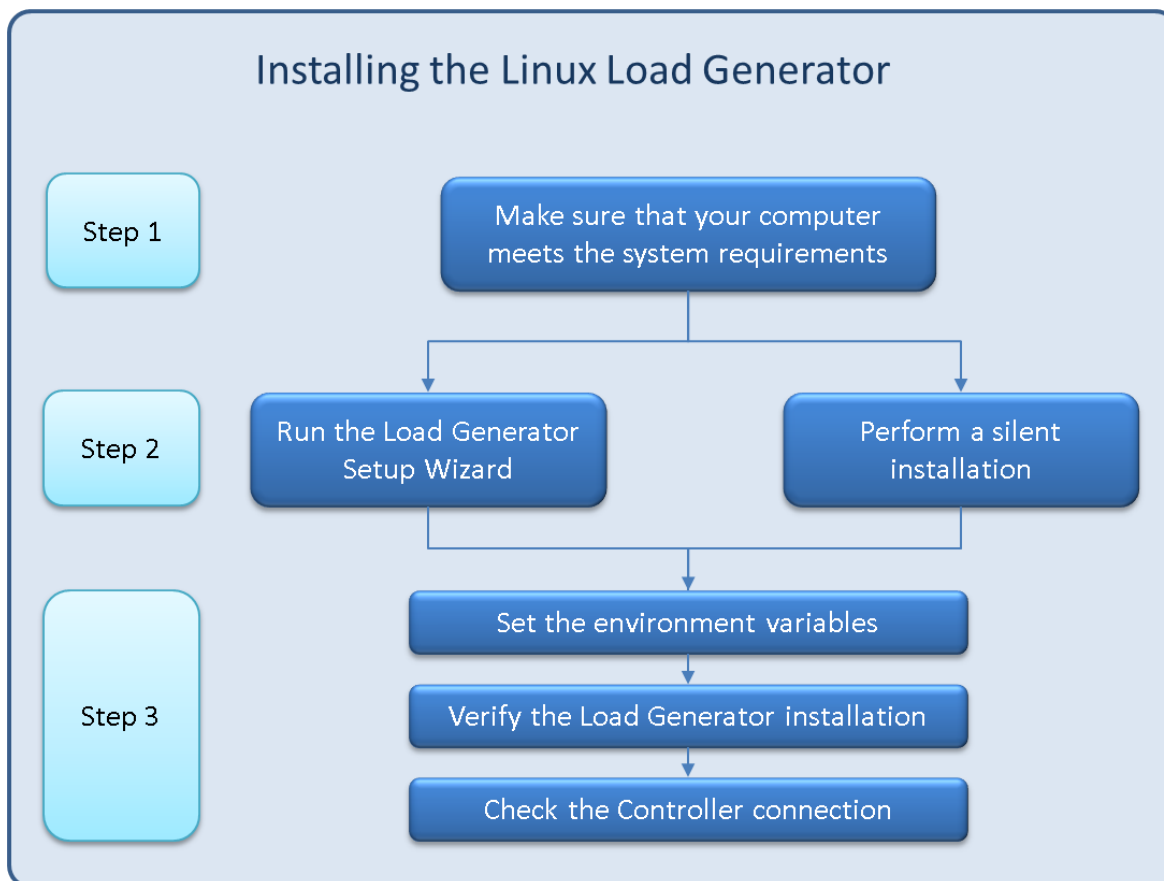 Installing the Linux Load Generator
Step 1
Make sure that your computer
meets the system requirements
Step 2
Run the Load Generator
Setup Wizard
Perform a silent
installation
Step 3
Set the environment variables
Verify the Load Generator installation
Check the Controller connection